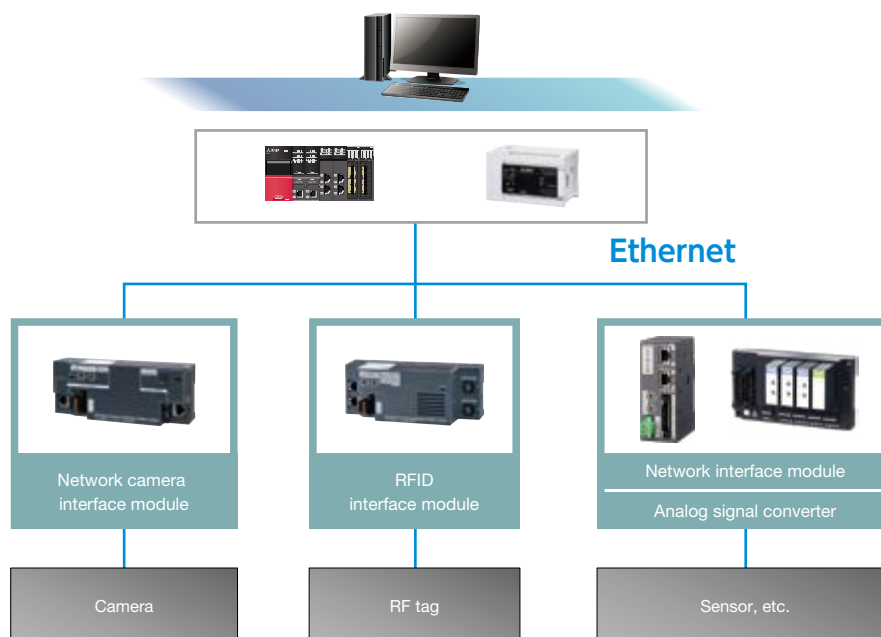 Ethernet
Network camera
interface module
RFID
interface module
Network interface module
Analog signal converter
Camera
RF tag
Sensor, etc.